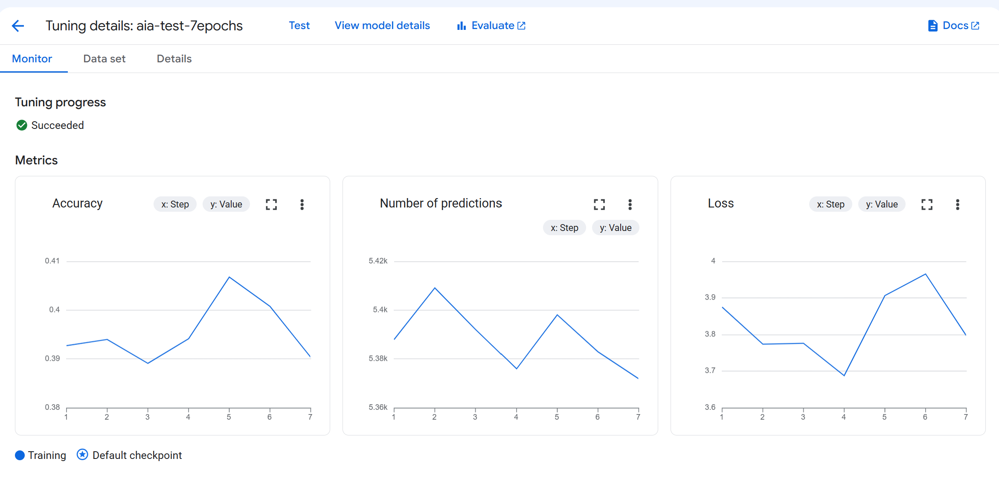 Tuning details: aia-test-7epochs Test View model details Evaluate Docs
Monitor Data set Details
Tuning progress
Succeeded
Metrics
Accuracy x: Step y: Value
0.41
0.4
0.39
0.38
1 2 3 4 5 6 7
Number of predictions
x: Step y: Value
5.42k
5.4k
5.38k
5.36k
1 2 3 4 5 6 7
Loss x: Step y: Value
4
3.9
3.8
3.7
3.6
1 2 3 4 5 6 7
Training Default checkpoint